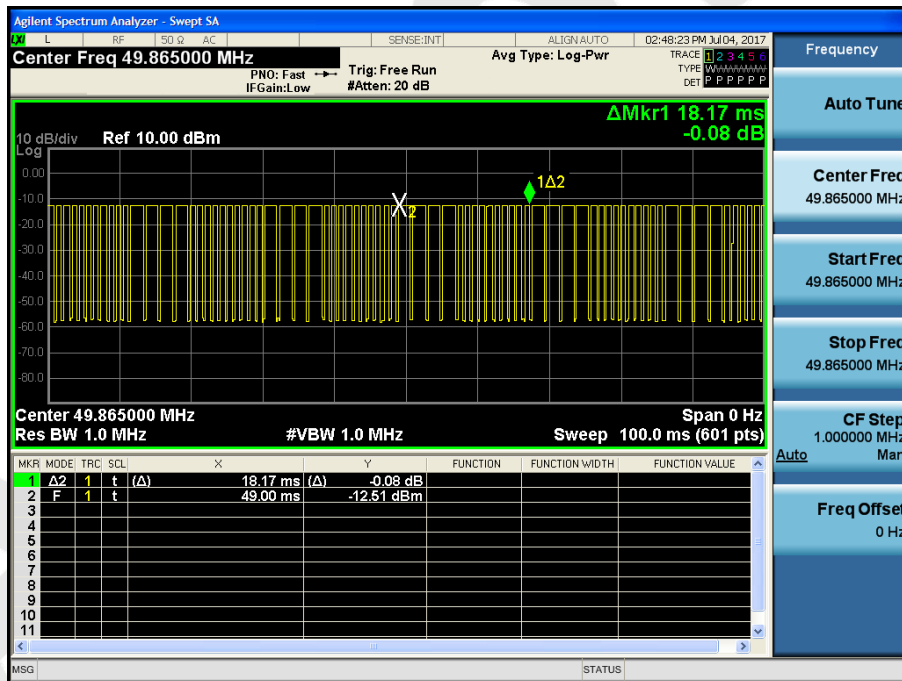 Agilent Spectrum Analyzer - Swept SA
LXI L RF 50 Ω AC SENSE:INT ALIGN AUTO 02:48:23 PM Jul 04, 2017
Center Freq 49.865000 MHz
PNO: Fast
IFGain:Low
Trig: Free Run
#Atten: 20 dB
Avg Type: Log-Pwr
TRACE 1 2 3 4 5 6
TYPE WWWWWW
DET P P P P P P
ΔMkr1 18.17 ms
-0.08 dB
10 dB/div Ref 10.00 dBm
Log
0.00
-10.0
-20.0
-30.0
-40.0
-50.0
-60.0
-70.0
-80.0
1Δ2
2
Center 49.865000 MHz Span 0 Hz
Res BW 1.0 MHz #VBW 1.0 MHz Sweep 100.0 ms (601 pts)
MKR MODE TRC SCL X Y FUNCTION FUNCTION WIDTH FUNCTION VALUE
1 Δ2 1 t (Δ) 18.17 ms (Δ) -0.08 dB
2 F 1 t 49.00 ms -12.51 dBm
3
4
5
6
7
8
9
10
11
MSG STATUS
Frequency
Auto Tune
Center Freq
49.865000 MHz
Start Freq
49.865000 MHz
Stop Freq
49.865000 MHz
CF Step
1.000000 MHz
Auto Man
Freq Offset
0 Hz